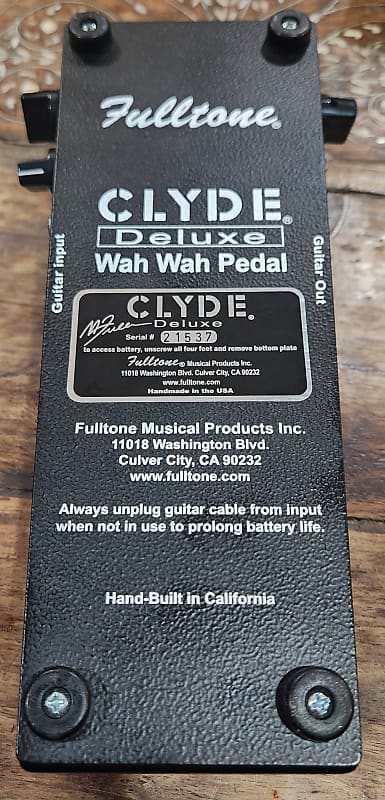 Fulltone®
CLYDE®
Deluxe
Wah Wah Pedal
Guitar Input
Guitar Out
CLYDE®
Deluxe
Serial # 21537
to access battery, unscrew all four feet and remove bottom plate
Fulltone® Musical Products Inc.
11018 Washington Blvd. Culver City, CA 90232
www.fulltone.com
Handmade in the USA
Fulltone Musical Products Inc.
11018 Washington Blvd.
Culver City, CA 90232
www.fulltone.com
Always unplug guitar cable from input
when not in use to prolong battery life.
Hand-Built in California